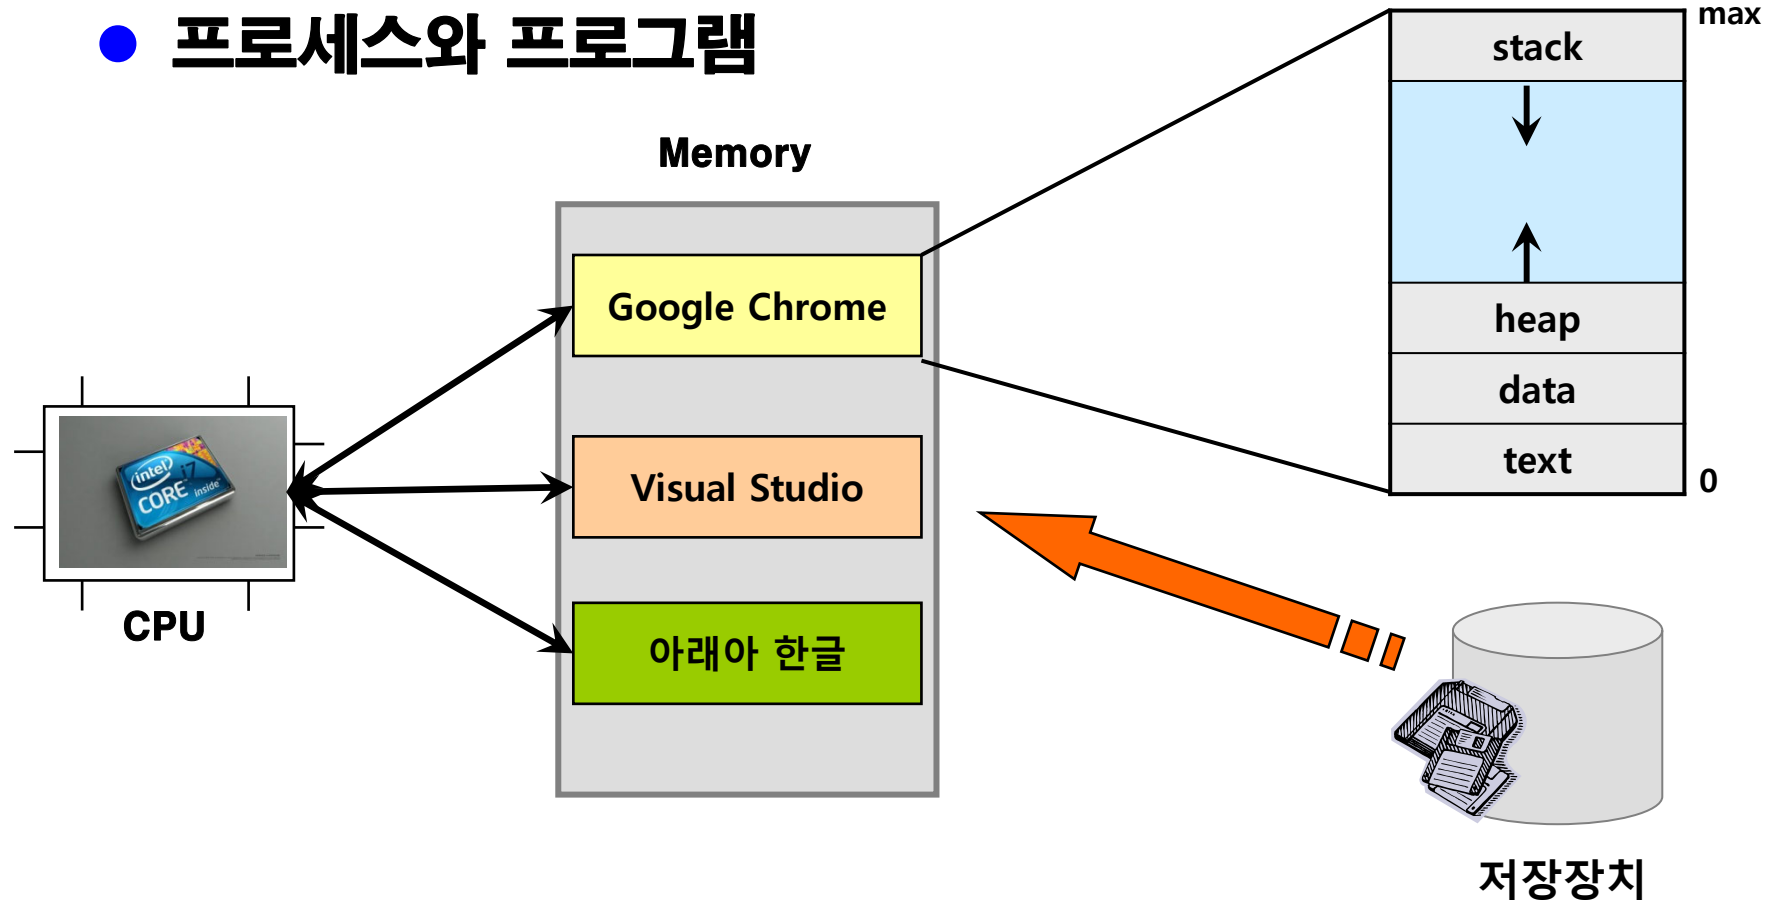 프로세스와 프로그램
max
stack
Memory
Google Chrome
heap
data
text
0
Visual Studio
intel
i7
CORE
inside
CPU
아래아 한글
저장장치